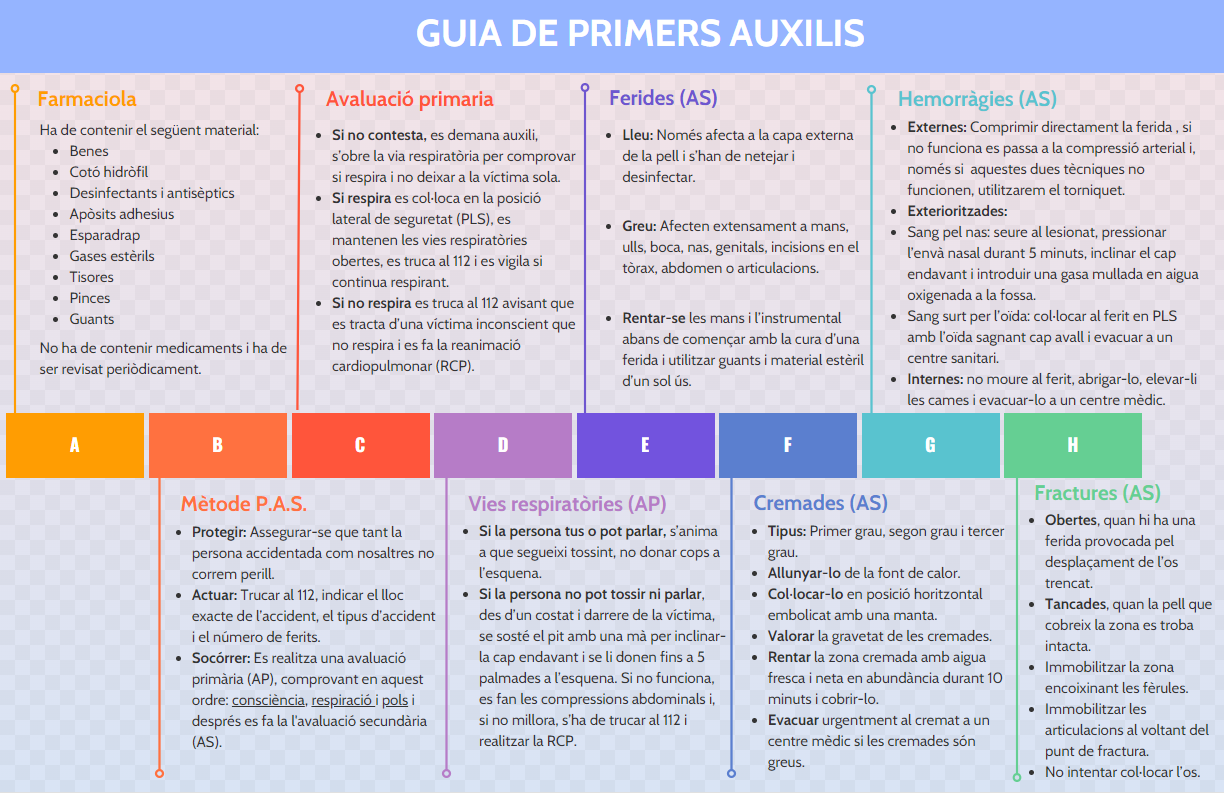 GUIA DE PRIMERS AUXILIS
Farmaciola
Ha de contenir el següent material:
Benes
Cotó hidròfil
Desinfectants i antisèptics
Apòsits adhesius
Esparadrap
Gases estèrils
Tisores
Pinces
Guants
No ha de contenir medicaments i ha de
ser revisat periòdicament.
Avaluació primaria
Si no contesta, es demana auxili,
s'obre la via respiratòria per comprovar
si respira i no deixar a la víctima sola.
Si respira es col·loca en la posició
lateral de seguretat (PLS), es
mantenen les vies respiratòries
obertes, es truca al 112 i es vigila si
continua respirant.
Si no respira es truca al 112 avisant que
es tracta d'una víctima inconscient que
no respira i es fa la reanimació
cardiopulmonar (RCP).
Ferides (AS)
Lleu: Només afecta a la capa externa
de la pell i s'han de netejar i
desinfectar.
Greu: Afecten extensament a mans,
ulls, boca, nas, genitals, incisions en el
tòrax, abdomen o articulacions.
Rentar-se les mans i l'instrumental
abans de començar amb la cura d'una
ferida i utilitzar guants i material estèril
d'un sol ús.
Hemorràgies (AS)
Externes: Comprimir directament la ferida , si
no funciona es passa a la compressió arterial i,
només si aquestes dues tècniques no
funcionen, utilitzarem el torniquet.
Exterioritzades:
Sang pel nas: seure al lesionat, pressionar
l'envà nasal durant 5 minuts, inclinar el cap
endavant i introduir una gasa mullada en aigua
oxigenada a la fossa.
Sang surt per l'oïda: col·locar al ferit en PLS
amb l'oïda sagnant cap avall i evacuar a un
centre sanitari.
Internes: no moure al ferit, abrigar-lo, elevar-li
les cames i evacuar-lo a un centre mèdic.
A
B
C
D
E
F
G
H
Mètode P.A.S.
Protegir: Assegurar-se que tant la
persona accidentada com nosaltres no
correm perill.
Actuar: Trucar al 112, indicar el lloc
exacte de l'accident, el tipus d'accident
i el número de ferits.
Socórrer: Es realitza una avaluació
primària (AP), comprovant en aquest
ordre: consciència, respiració i pols i
després es fa la l'avaluació secundària
(AS).
Vies respiratòries (AP)
Si la persona tus o pot parlar, s'anima
a que segueixi tossint, no donar cops a
l'esquena.
Si la persona no pot tossir ni parlar,
des d'un costat i darrere de la víctima,
se sosté el pit amb una mà per inclinar-
la cap endavant i se li donen fins a 5
palmades a l'esquena. Si no funciona,
es fan les compressions abdominals i,
si no millora, s'ha de trucar al 112 i
realitzar la RCP.
Cremades (AS)
Tipus: Primer grau, segon grau i tercer
grau.
Allunyar-lo de la font de calor.
Col·locar-lo en posició horitzontal
embolicat amb una manta.
Valorar la gravetat de les cremades.
Rentar la zona cremada amb aigua
fresca i neta en abundància durant 10
minuts i cobrir-lo.
Evacuar urgentment al cremat a un
centre mèdic si les cremades són
greus.
Fractures (AS)
Obertes, quan hi ha una
ferida provocada pel
desplaçament de l'os
trencat.
Tancades, quan la pell que
cobreix la zona es troba
intacta.
Immobilitzar la zona
encoixinant les fèrules.
Immobilitzar les
articulacions al voltant del
punt de fractura.
No intentar col·locar l'os.